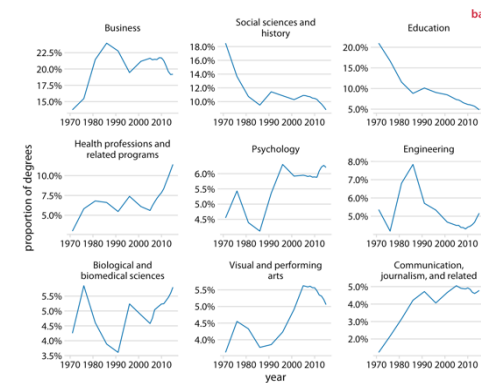 ba
Business
Social sciences and
history
Education
22.5%
20.0%
17.5%
15.0%
18.0%
16.0%
14.0%
12.0%
10.0%
20.0%
15.0%
10.0%
5.0%
1970 1980 1990 2000 2010
1970 1980 1990 2000 2010
1970 1980 1990 2000 2010
proportion of degrees
Health professions and
related programs
Psychology
Engineering
10.0%
7.5%
5.0%
6.0%
5.5%
5.0%
4.5%
8.0%
7.0%
6.0%
5.0%
1970 1980 1990 2000 2010
1970 1980 1990 2000 2010
1970 1980 1990 2000 2010
Biological and
biomedical sciences
Visual and performing
arts
Communication,
journalism, and related
5.5%
5.0%
4.5%
4.0%
3.5%
5.5%
5.0%
4.5%
4.0%
5.0%
4.0%
3.0%
2.0%
1970 1980 1990 2000 2010
1970 1980 1990 2000 2010
1970 1980 1990 2000 2010
year